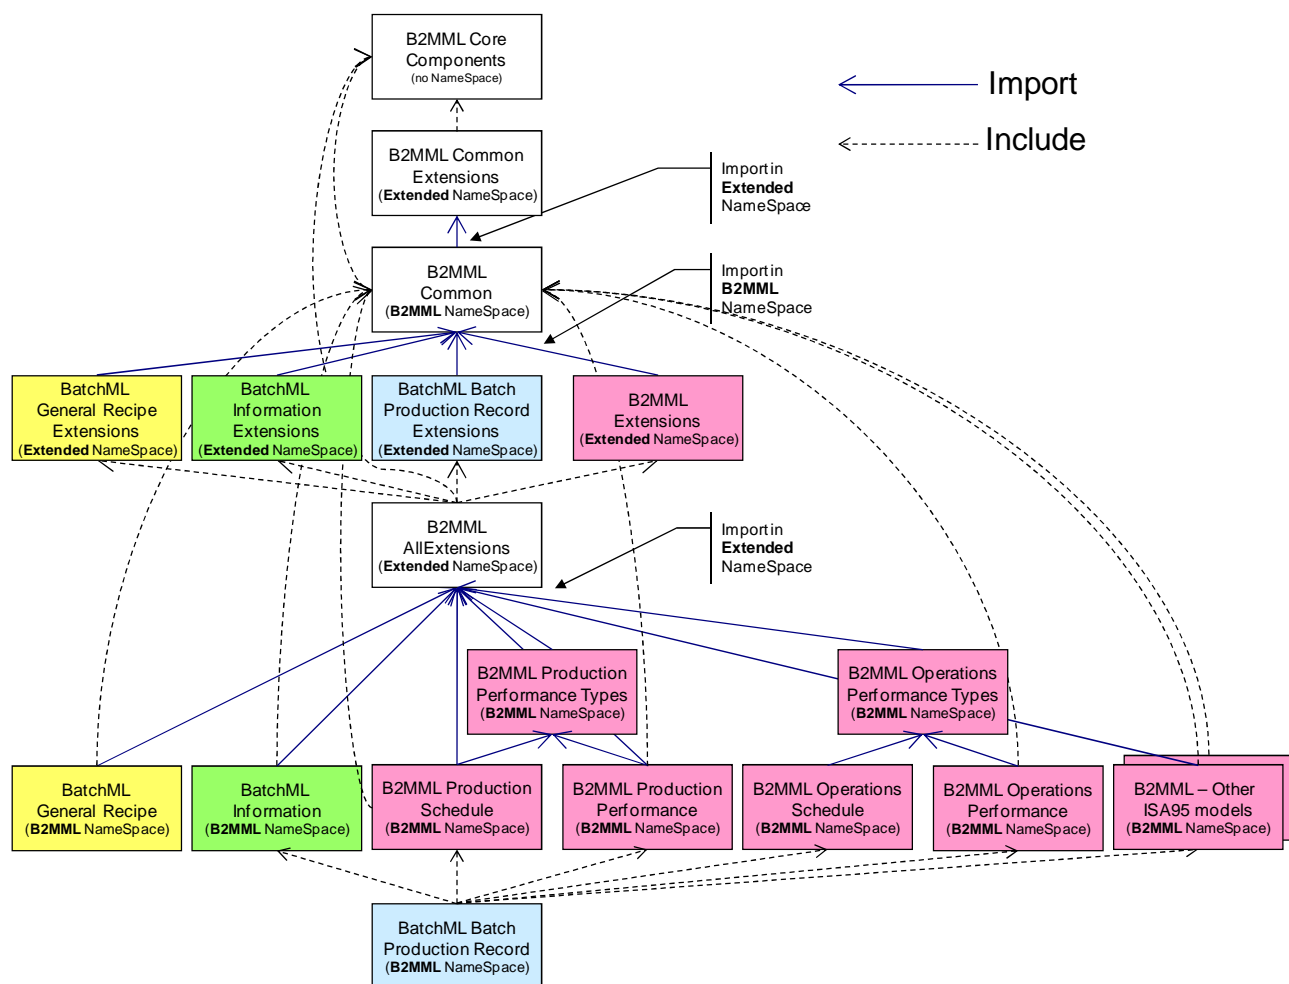 B2MML Core
Components
(no NameSpace)
Import
Include
B2MML Common
Extensions
(Extended NameSpace)
Import in
Extended
NameSpace
B2MML
Common
(B2MML NameSpace)
Import in
B2MML
NameSpace
BatchML
General Recipe
Extensions
(Extended NameSpace)
BatchML
Information
Extensions
(Extended NameSpace)
BatchML Batch
Production Record
Extensions
(Extended NameSpace)
B2MML
Extensions
(Extended NameSpace)
B2MML
AllExtensions
(Extended NameSpace)
Import in
Extended
NameSpace
B2MML Production
Performance Types
(B2MML NameSpace)
B2MML Operations
Performance Types
(B2MML NameSpace)
BatchML
General Recipe
(B2MML NameSpace)
BatchML
Information
(B2MML NameSpace)
B2MML Production
Schedule
(B2MML NameSpace)
B2MML Production
Performance
(B2MML NameSpace)
B2MML Operations
Schedule
(B2MML NameSpace)
B2MML Operations
Performance
(B2MML NameSpace)
B2MML – Other
ISA95 models
(B2MML NameSpace)
BatchML Batch
Production Record
(B2MML NameSpace)